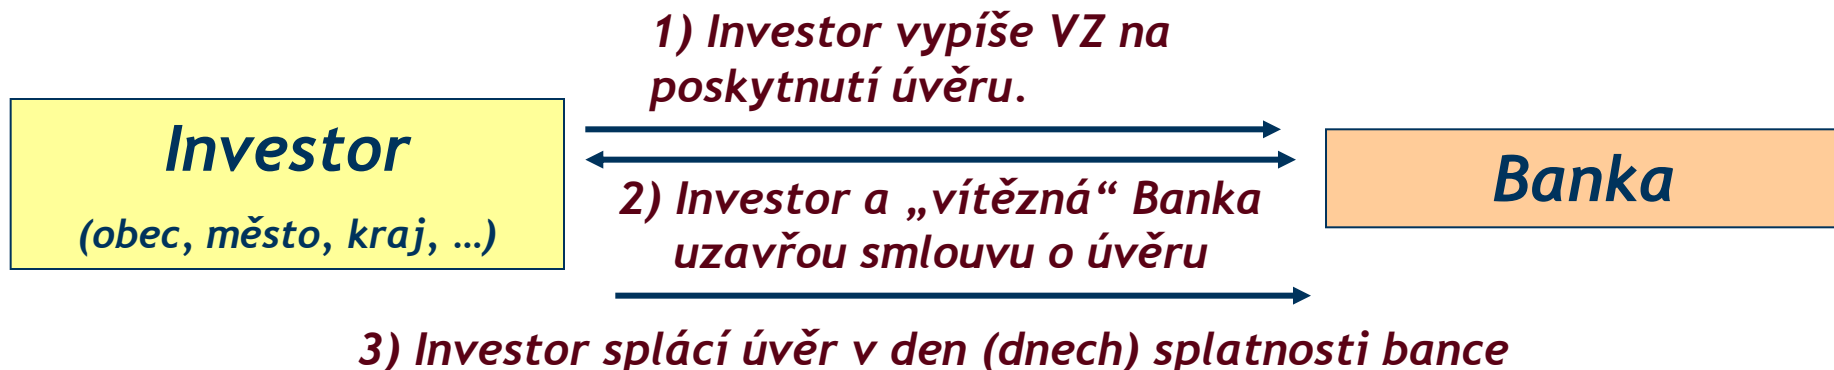 1) Investor vypíše VZ na
poskytnutí úvěru.
Investor
(obec, město, kraj, …)
Banka
2) Investor a „vítězná“ Banka
uzavřou smlouvu o úvěru
3) Investor splácí úvěr v den (dnech) splatnosti bance